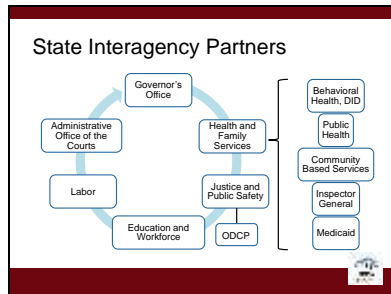 State Interagency Partners
Governor's
Office
Health and
Family
Services
Justice and
Public Safety
ODCP
Education and
Workforce
Labor
Administrative
Office of the
Courts
Behavioral
Health, DID
Public
Health
Community
Based Services
Inspector
General
Medicaid